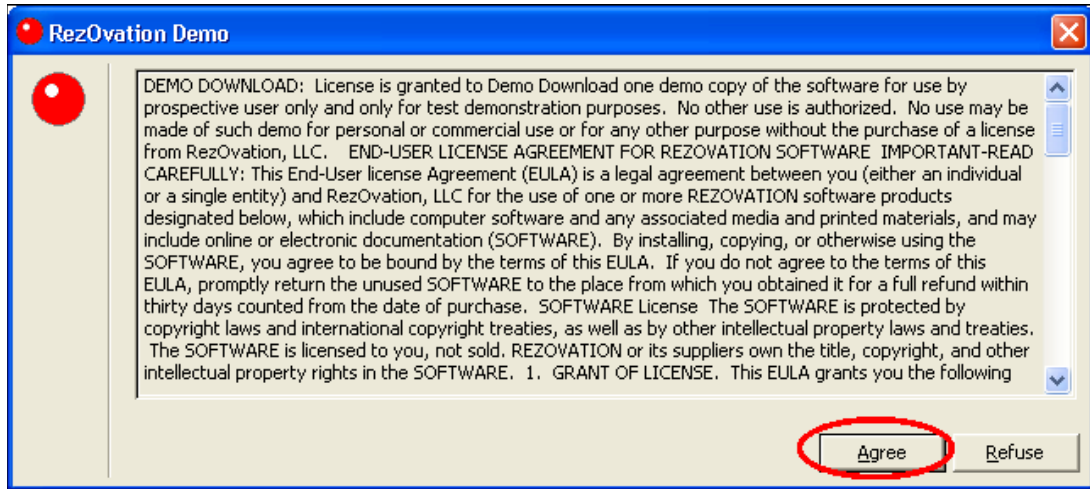 RezOvation Demo
DEMO DOWNLOAD:  License is granted to Demo Download one demo copy of the software for use by
prospective user only and only for test demonstration purposes.  No other use is authorized.  No use may be
made of such demo for personal or commercial use or for any other purpose without the purchase of a license
from RezOvation, LLC.    END-USER LICENSE AGREEMENT FOR REZOVATION SOFTWARE  IMPORTANT-READ
CAREFULLY: This End-User license Agreement (EULA) is a legal agreement between you (either an individual
or a single entity) and RezOvation, LLC for the use of one or more REZOVATION software products
designated below, which include computer software and any associated media and printed materials, and may
include online or electronic documentation (SOFTWARE).  By installing, copying, or otherwise using the
SOFTWARE, you agree to be bound by the terms of this EULA.  If you do not agree to the terms of this
EULA, promptly return the unused SOFTWARE to the place from which you obtained it for a full refund within
thirty days counted from the date of purchase.  SOFTWARE License  The SOFTWARE is protected by
copyright laws and international copyright treaties, as well as by other intellectual property laws and treaties.
The SOFTWARE is licensed to you, not sold. REZOVATION or its suppliers own the title, copyright, and other
intellectual property rights in the SOFTWARE.  1.  GRANT OF LICENSE.  This EULA grants you the following
Agree
Refuse